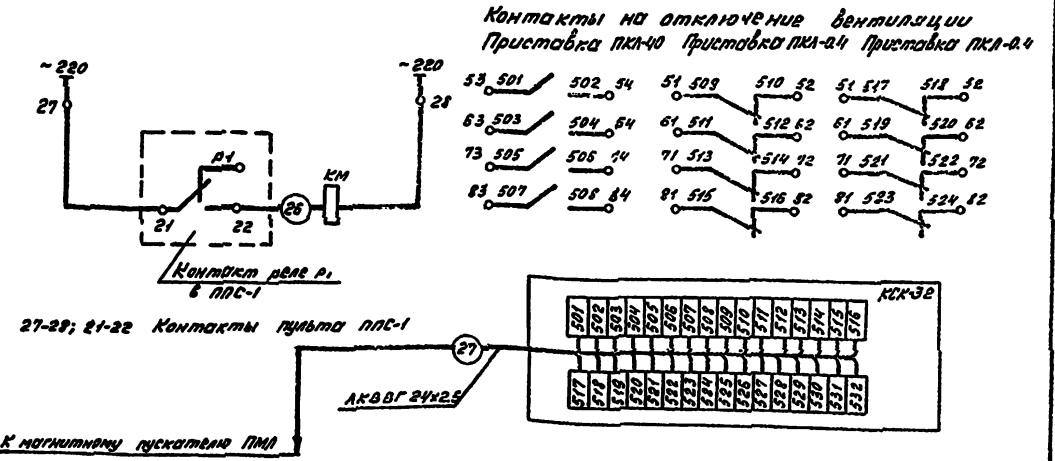 Контакты на отключение вентиляции
Приставка ПКЛ-40 Приставка ПКЛ-0.4 Приставка ПКЛ-0.4
~220
27
~220
28
Р1
21
22
26
КМ
Контакт реле Р1
в ППС-1
53 501 502 54
63 503 504 64
73 505 506 74
83 507 508 84
51 509 510 52
61 511 512 62
71 513 514 72
81 515 516 82
51 517 518 52
61 519 520 62
71 521 522 72
81 523 524 82
27-28; 21-22 Контакты пульта ППС-1
КСК-32
501 502 503 504 505 506 507 508 509 510 511 512 513 514 515 516
27
517 518 519 520 521 522 523 524 525 526 527 528 529 530 531 532
АКВВГ 24х2.5
К магнитному пускателю ПМЛ